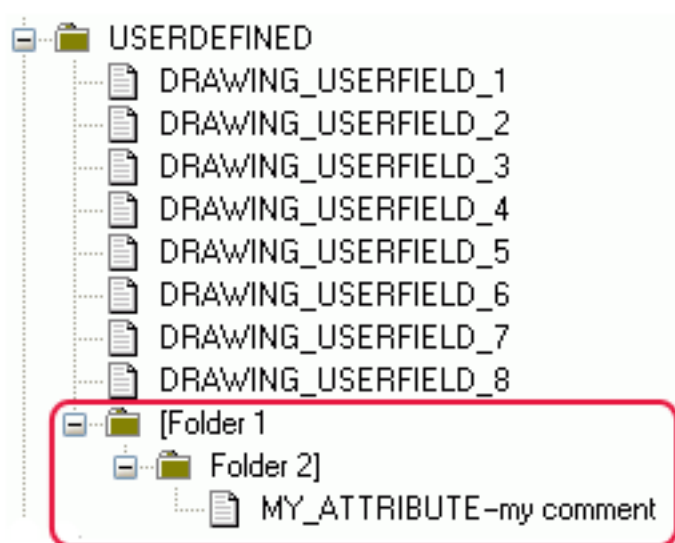 USERDEFINED
DRAWING_USERFIELD_1
DRAWING_USERFIELD_2
DRAWING_USERFIELD_3
DRAWING_USERFIELD_4
DRAWING_USERFIELD_5
DRAWING_USERFIELD_6
DRAWING_USERFIELD_7
DRAWING_USERFIELD_8
[Folder 1
Folder 2]
MY_ATTRIBUTE–my comment